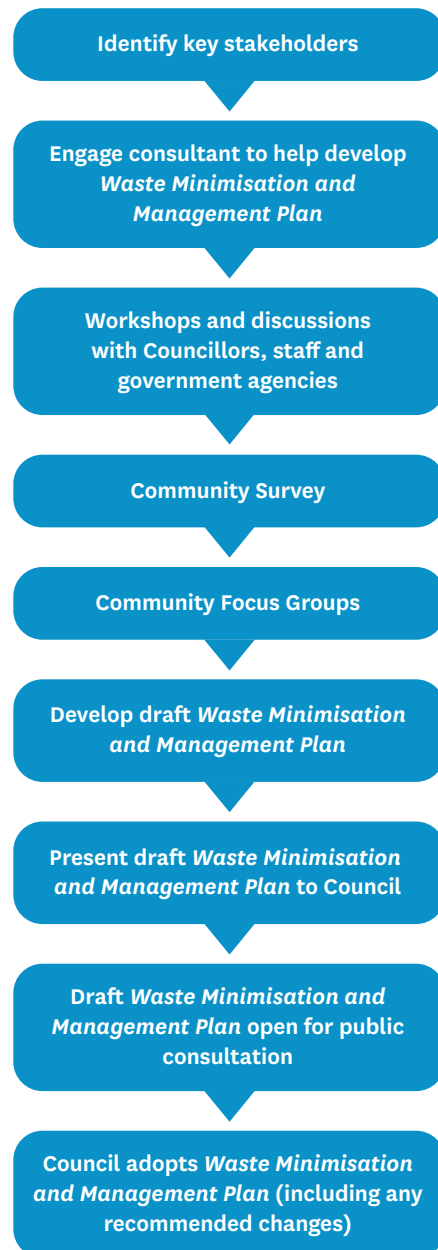 Identify key stakeholders
Engage consultant to help develop
Waste Minimisation and
Management Plan
Workshops and discussions
with Councillors, staff and
government agencies
Community Survey
Community Focus Groups
Develop draft Waste Minimisation
and Management Plan
Present draft Waste Minimisation
and Management Plan to Council
Draft Waste Minimisation and
Management Plan open for public
consultation
Council adopts Waste Minimisation
and Management Plan (including any
recommended changes)